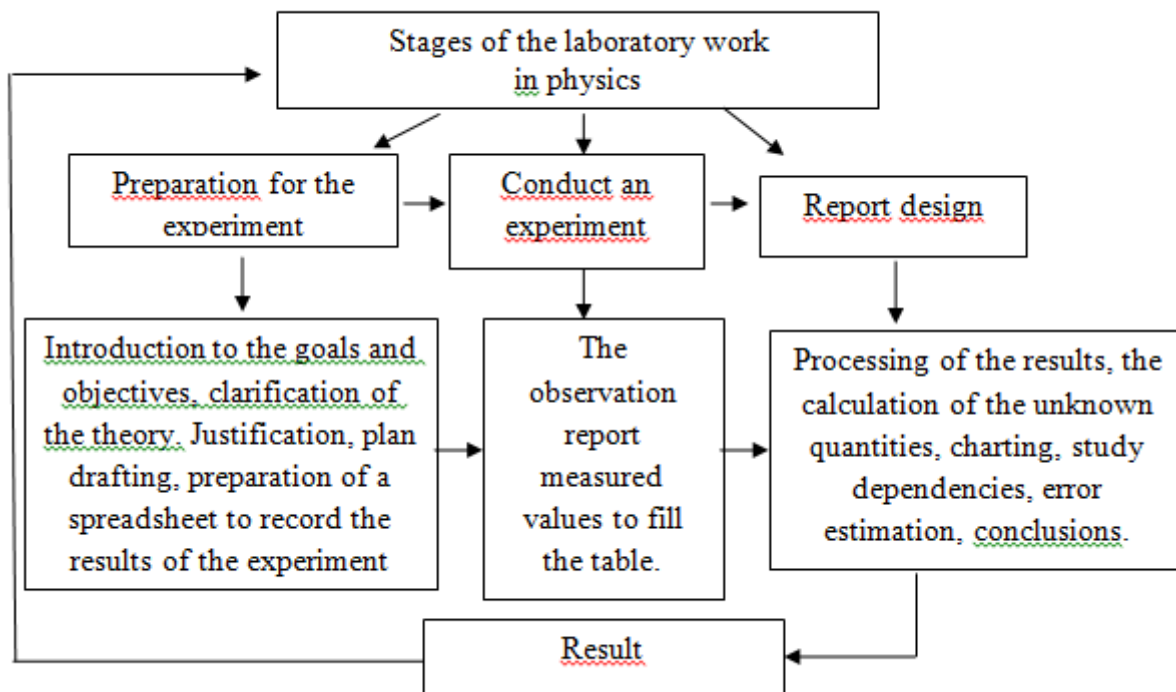 Stages of the laboratory work
in physics
Preparation for the
experiment
Conduct an
experiment
Report design
Introduction to the goals and
objectives, clarification of
the theory. Justification, plan
drafting, preparation of a
spreadsheet to record the
results of the experiment
The
observation
report
measured
values to fill
the table.
Processing of the results, the
calculation of the unknown
quantities, charting, study
dependencies, error
estimation, conclusions.
Result